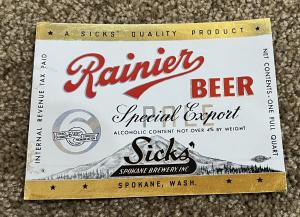 A SICKS' QUALITY PRODUCT
INTERNAL REVENUE TAX PAID
NET CONTENTS - ONE FULL QUART
Rainier
BEER
6
Special Export
ALCOHOLIC CONTENT NOT OVER 4% BY WEIGHT
Sicks'
SPOKANE BREWERY, INC.
SPOKANE, WASH.